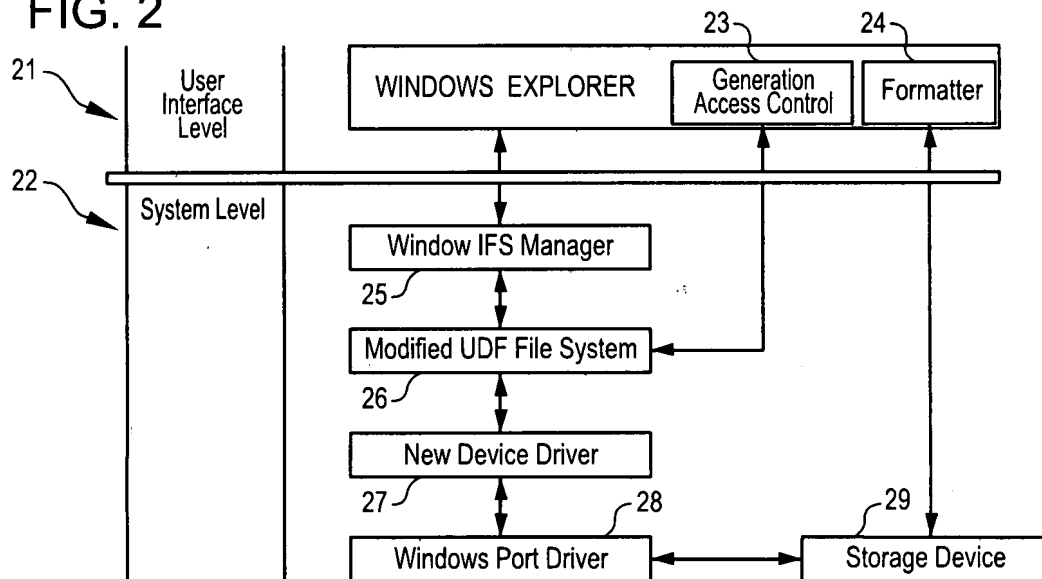 FIG. 2
23
24
21
User
Interface
Level
WINDOWS EXPLORER
Generation
Access Control
Formatter
22
System Level
Window IFS Manager
25
Modified UDF File System
26
New Device Driver
27
28
29
Windows Port Driver
Storage Device